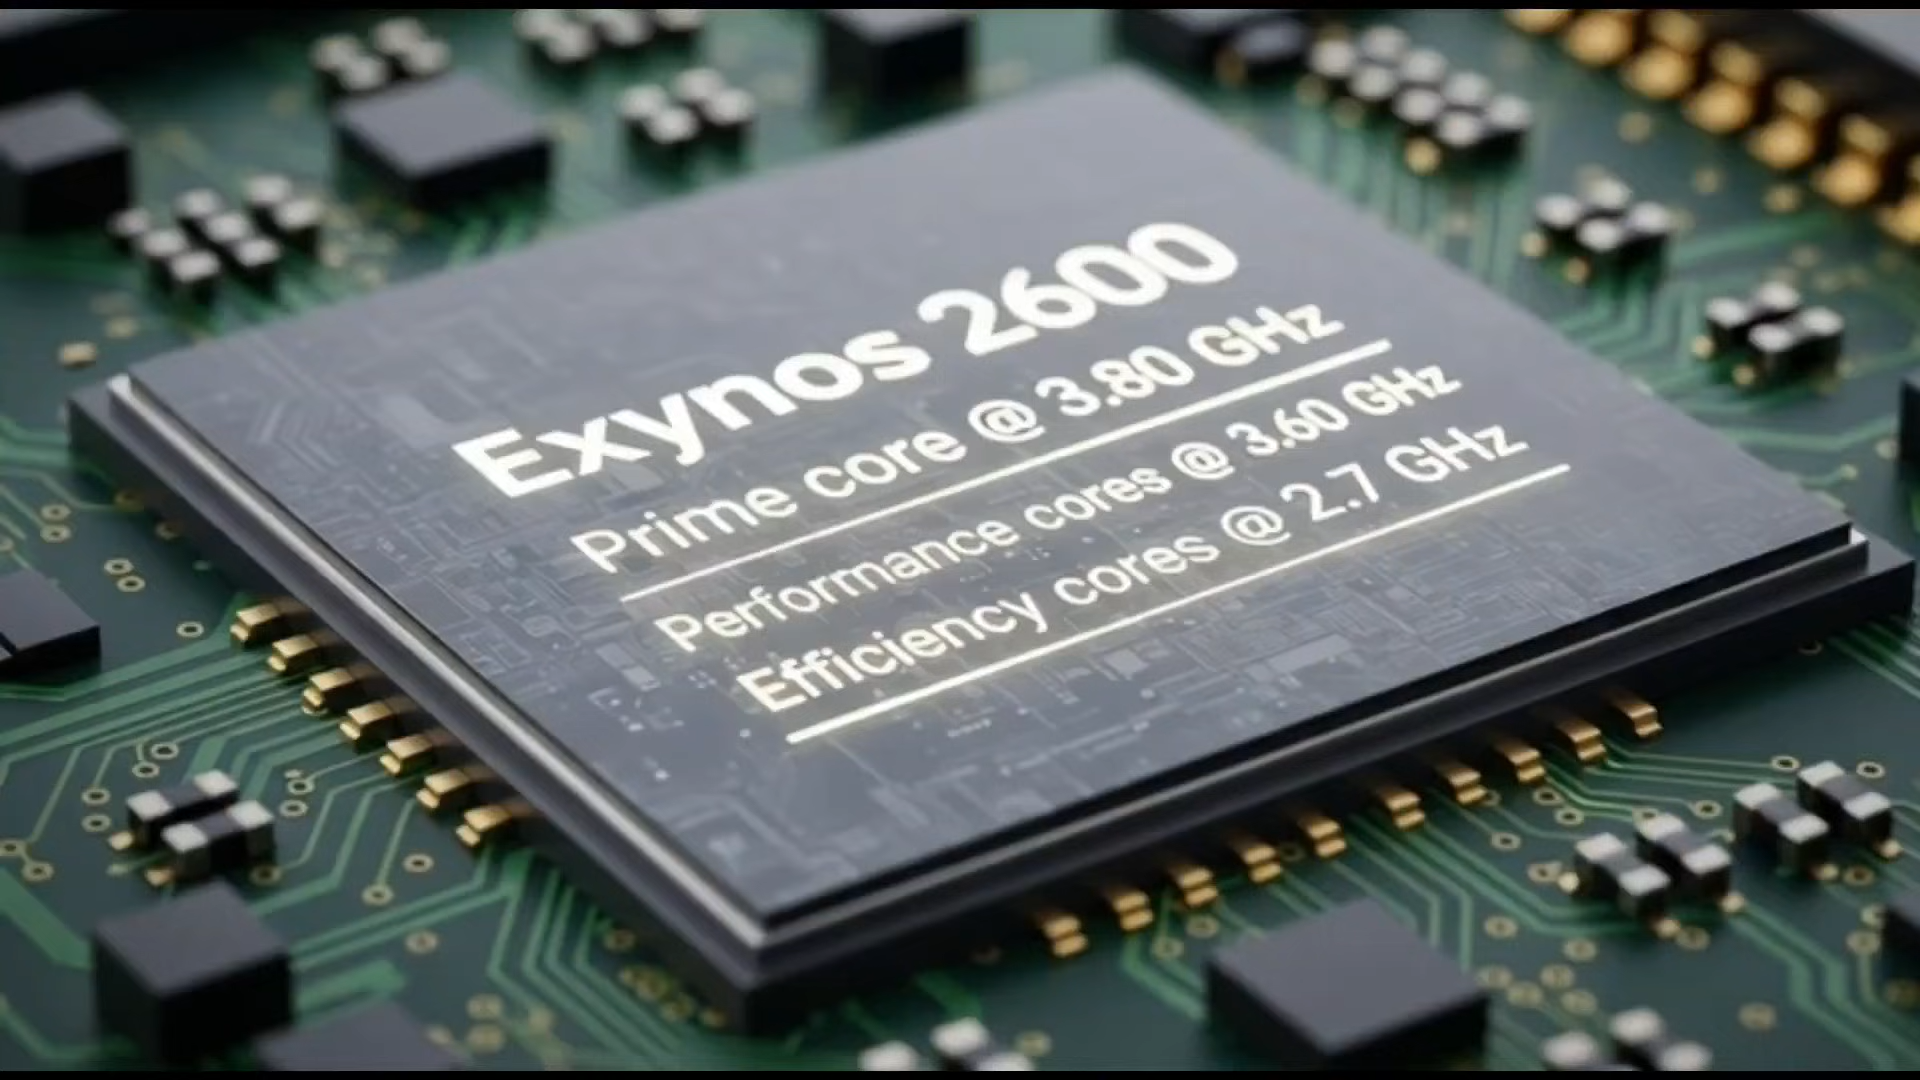 Exynos 2600
Prime core @ 3.80 GHz
Performance cores @ 3.60 GHz
Efficiency cores @ 2.7 GHz